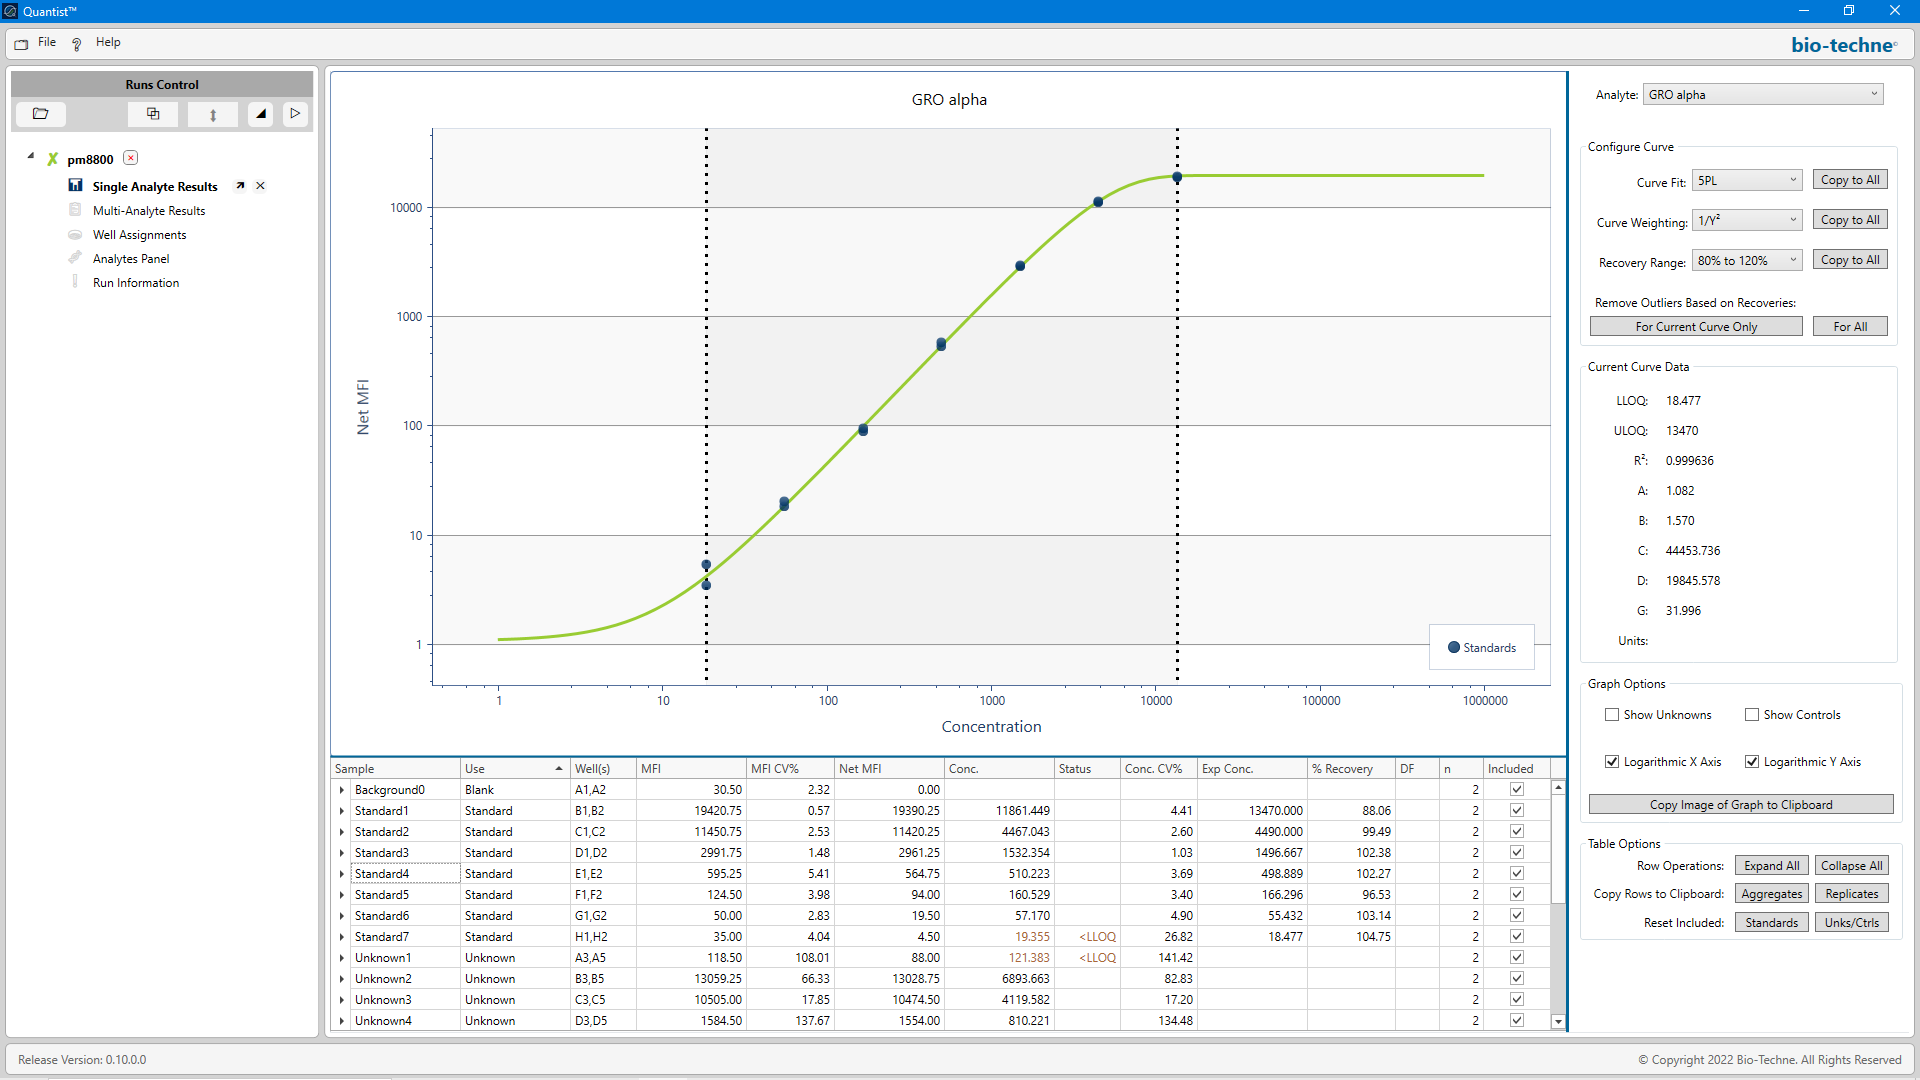 Quantist™
File Help
bio-techne
Runs Control
pm8800
Single Analyte Results
Multi-Analyte Results
Well Assignments
Analytes Panel
Run Information
GRO alpha
Net MFI
10000
1000
100
10
1
1 10 100 1000 10000 100000 1000000
Concentration
Standards
Sample Use Well(s) MFI MFI CV% Net MFI Conc. Status Conc. CV% Exp Conc. % Recovery DF n Included
Background0 Blank A1,A2 30.50 2.32 0.00 2
Standard1 Standard B1,B2 19420.75 0.57 19390.25 11861.449 4.41 13470.000 88.06 2
Standard2 Standard C1,C2 11450.75 2.53 11420.25 4467.043 2.60 4490.000 99.49 2
Standard3 Standard D1,D2 2991.75 1.48 2961.25 1532.354 1.03 1496.667 102.38 2
Standard4 Standard E1,E2 595.25 5.41 564.75 510.223 3.69 498.889 102.27 2
Standard5 Standard F1,F2 124.50 3.98 94.00 160.529 3.40 166.296 96.53 2
Standard6 Standard G1,G2 50.00 2.83 19.50 57.170 4.90 55.432 103.14 2
Standard7 Standard H1,H2 35.00 4.04 4.50 19.355 <LLOQ 26.82 18.477 104.75 2
Unknown1 Unknown A3,A5 118.50 108.01 88.00 121.383 <LLOQ 141.42 2
Unknown2 Unknown B3,B5 13059.25 66.33 13028.75 6893.663 82.83 2
Unknown3 Unknown C3,C5 10505.00 17.85 10474.50 4119.582 17.20 2
Unknown4 Unknown D3,D5 1584.50 137.67 1554.00 810.221 134.48 2
Analyte: GRO alpha
Configure Curve
Curve Fit: 5PL Copy to All
Curve Weighting: 1/Y² Copy to All
Recovery Range: 80% to 120% Copy to All
Remove Outliers Based on Recoveries:
For Current Curve Only For All
Current Curve Data
LLOQ: 18.477
ULOQ: 13470
R²: 0.999636
A: 1.082
B: 1.570
C: 44453.736
D: 19845.578
G: 31.996
Units:
Graph Options
Show Unknowns Show Controls
Logarithmic X Axis Logarithmic Y Axis
Copy Image of Graph to Clipboard
Table Options
Row Operations: Expand All Collapse All
Copy Rows to Clipboard: Aggregates Replicates
Reset Included: Standards Unks/Ctrls
Release Version: 0.10.0.0
© Copyright 2022 Bio-Techne. All Rights Reserved